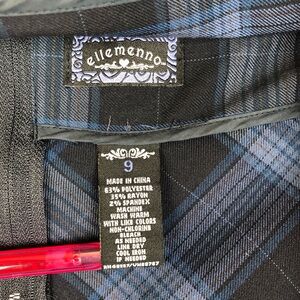 ellemenno
9
MADE IN CHINA
63% POLYESTER
35% RAYON
2% SPANDEX
MACHINE
WASH WARM
WITH LIKE COLORS
NON-CHLORINE
BLEACH
AS NEEDED
LINE DRY
COOL IRON
IF NEEDED